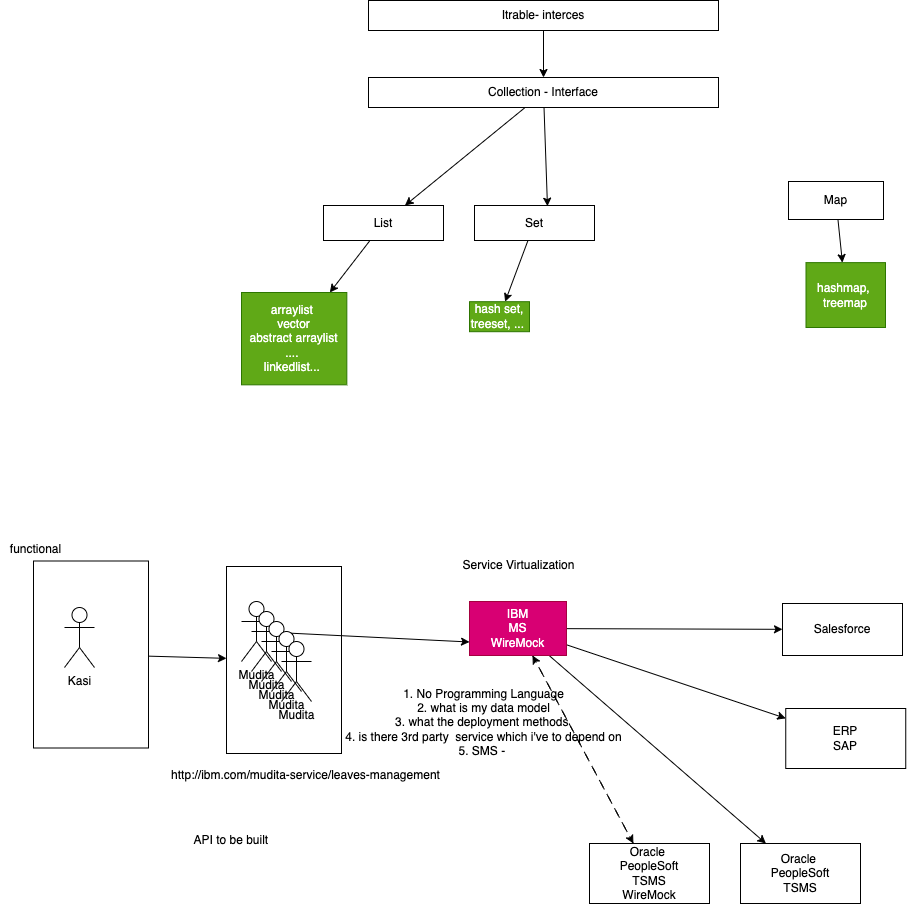 Itrable- interces
Collection - Interface
List
Set
Map
arraylist
vector
abstract arraylist
....
linkedlist...
hash set,
treeset, ...
hashmap,
treemap
functional
Kasi
Mudita
Mudita
Mudita
Mudita
Mudita
http://ibm.com/mudita-service/leaves-management
API to be built
Service Virtualization
IBM
MS
WireMock
1. No Programming Language
2. what is my data model
3. what the deployment methods
4. is there 3rd party service which i've to depend on
5. SMS -
Salesforce
ERP
SAP
Oracle
PeopleSoft
TSMS
WireMock
Oracle
PeopleSoft
TSMS